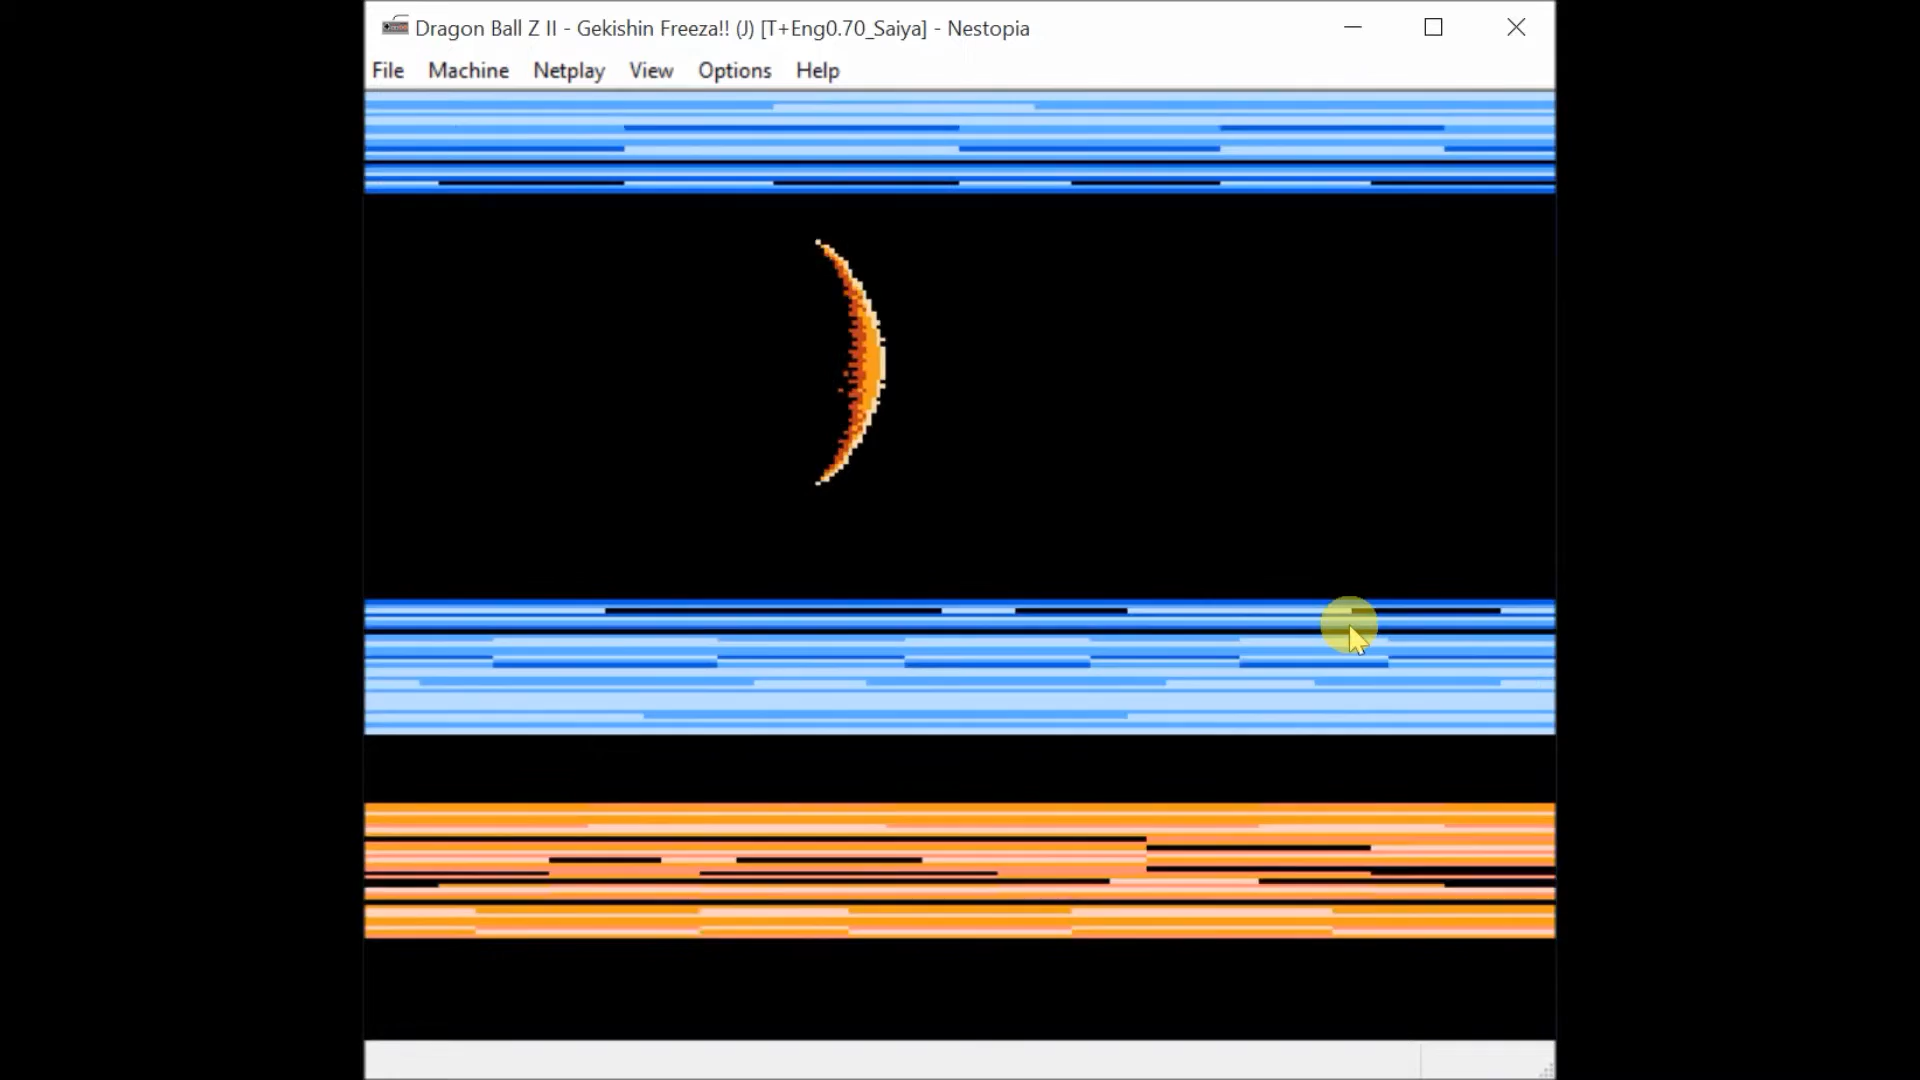 Dragon Ball Z II - Gekishin Freeza!! (J) [T+Eng0.70_Saiya] - Nestopia
File Machine Netplay View Options Help